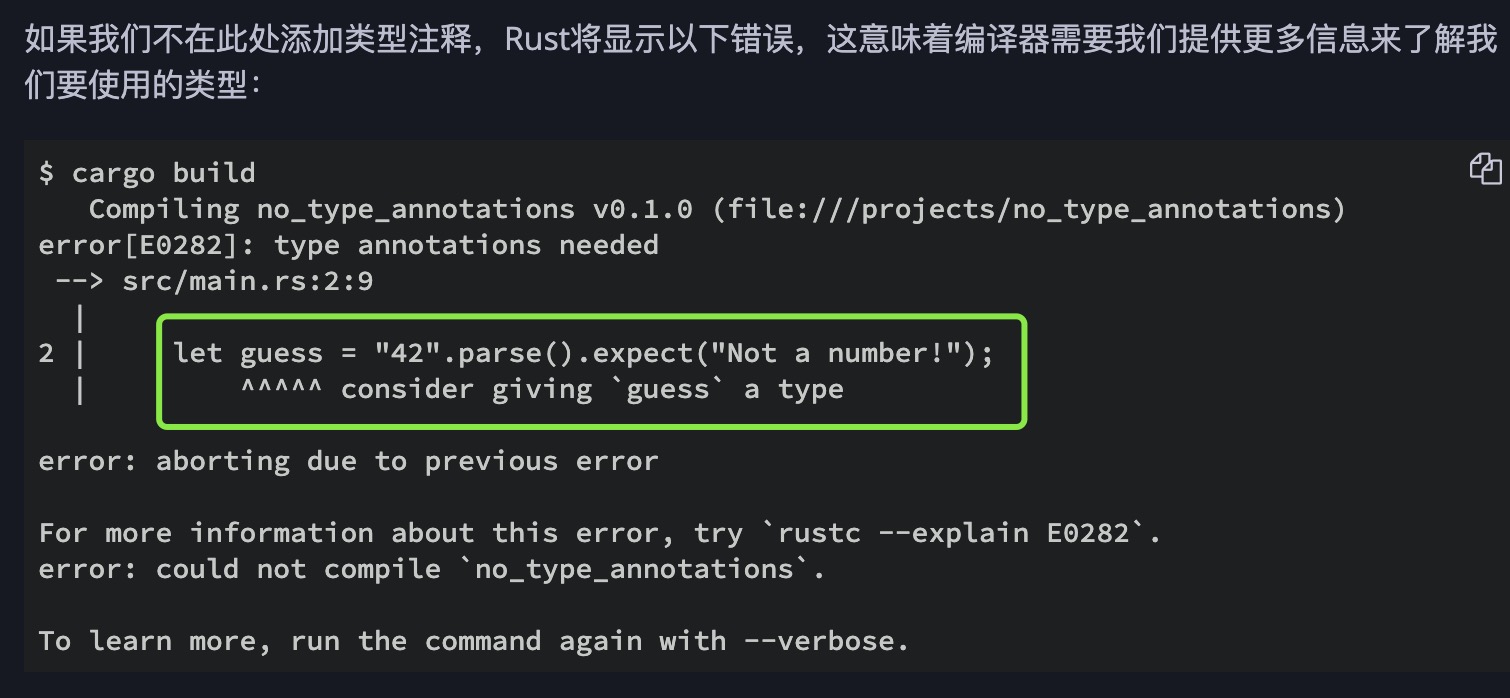 如果我们不在此处添加类型注释，Rust将显示以下错误，这意味着编译器需要我们提供更多信息来了解我
们要使用的类型：
$ cargo build
   Compiling no_type_annotations v0.1.0 (file:///projects/no_type_annotations)
error[E0282]: type annotations needed
 --> src/main.rs:2:9
  |
2 |     let guess = "42".parse().expect("Not a number!");
  |         ^^^^^ consider giving `guess` a type
error: aborting due to previous error
For more information about this error, try `rustc --explain E0282`.
error: could not compile `no_type_annotations`.
To learn more, run the command again with --verbose.